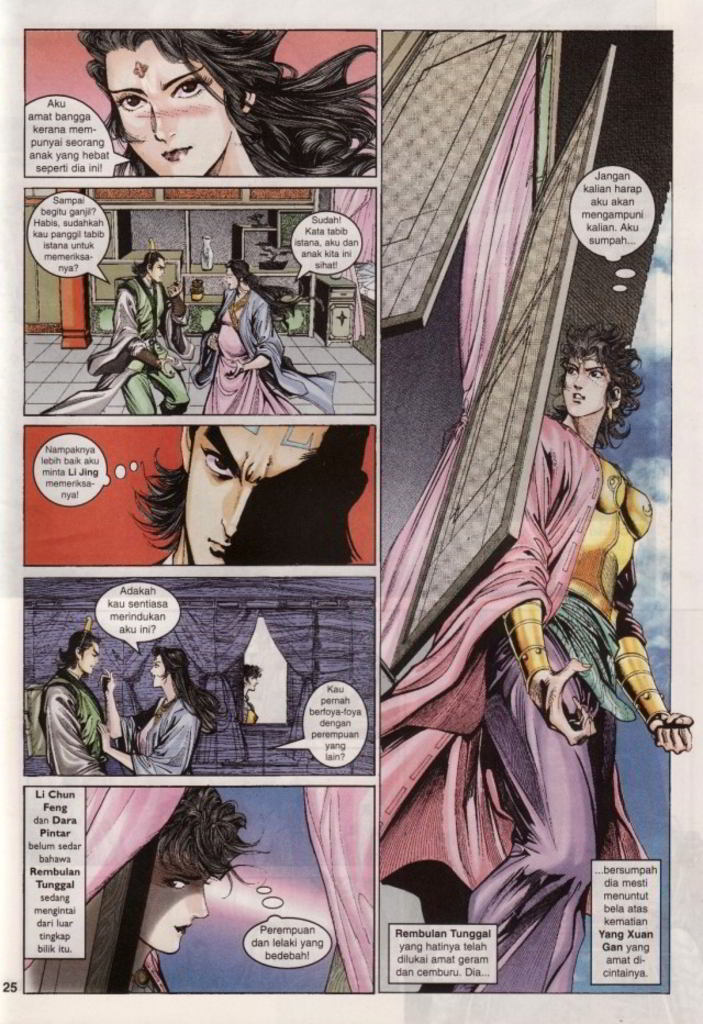 Aku
amat bangga
kerana mem-
punyai seorang
anak yang hebat
seperti dia ini!
Sampai
begitu ganjil?
Habis, sudahkah
kau panggil tabib
istana untuk
memeriksa-
nya?
Sudah!
Kata tabib
istana, aku dan
anak kita ini
sihat!
Nampaknya
lebih baik aku
minta Li Jing
memeriksa-
nya!
Adakah
kau sentiasa
merindukan
aku ini?
Kau
pernah
berfoya-foya
dengan
perempuan
yang
lain?
Li Chun
Feng
dan Dara
Pintar
belum sedar
bahawa
Rembulan
Tunggal
sedang
mengintai
dari luar
tingkap
bilik itu.
Perempuan
dan lelaki yang
bedebah!
Jangan
kalian harap
aku akan
mengampuni
kalian. Aku
sumpah...
Rembulan Tunggal
yang hatinya telah
dilukai amat geram
dan cemburu. Dia...
...bersumpah
dia mesti
menuntut
bela atas
kematian
Yang Xuan
Gan yang
amat di-
cintainya.
25